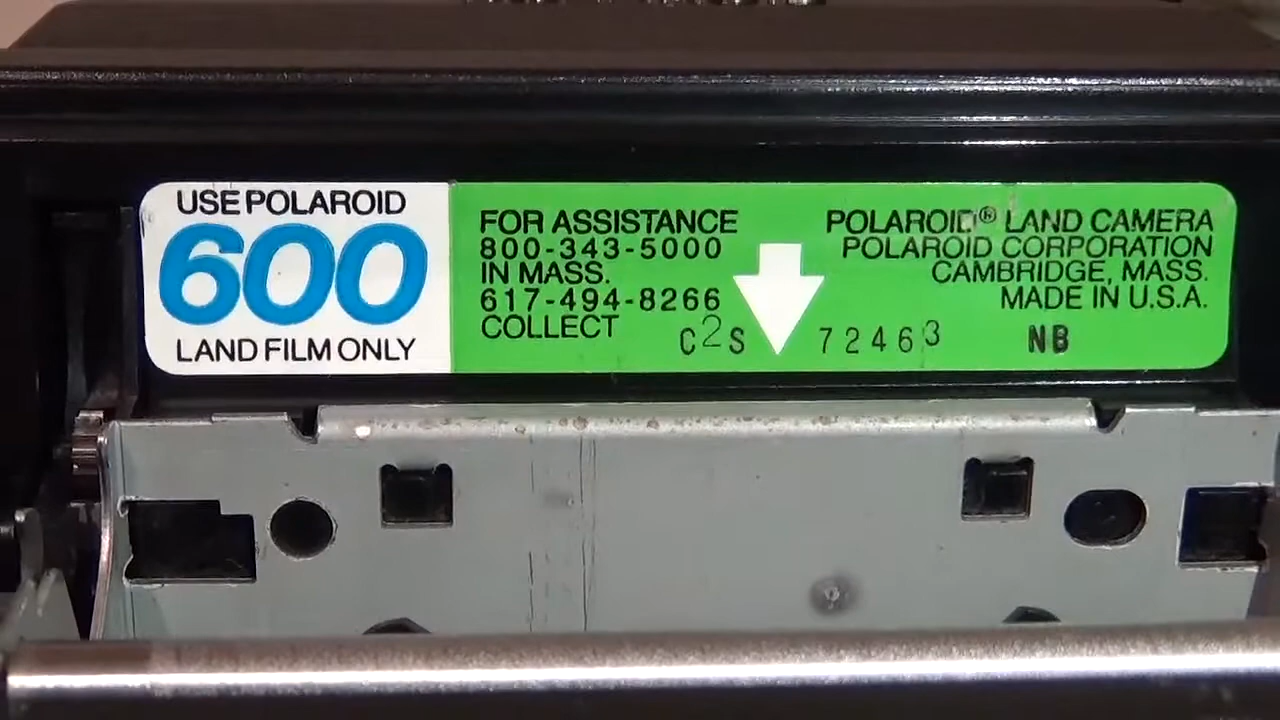 USE POLAROID
600
LAND FILM ONLY
FOR ASSISTANCE
800-343-5000
IN MASS.
617-494-8266
COLLECT
POLAROID® LAND CAMERA
POLAROID CORPORATION
CAMBRIDGE, MASS.
MADE IN U.S.A.
C2S 72463 NB